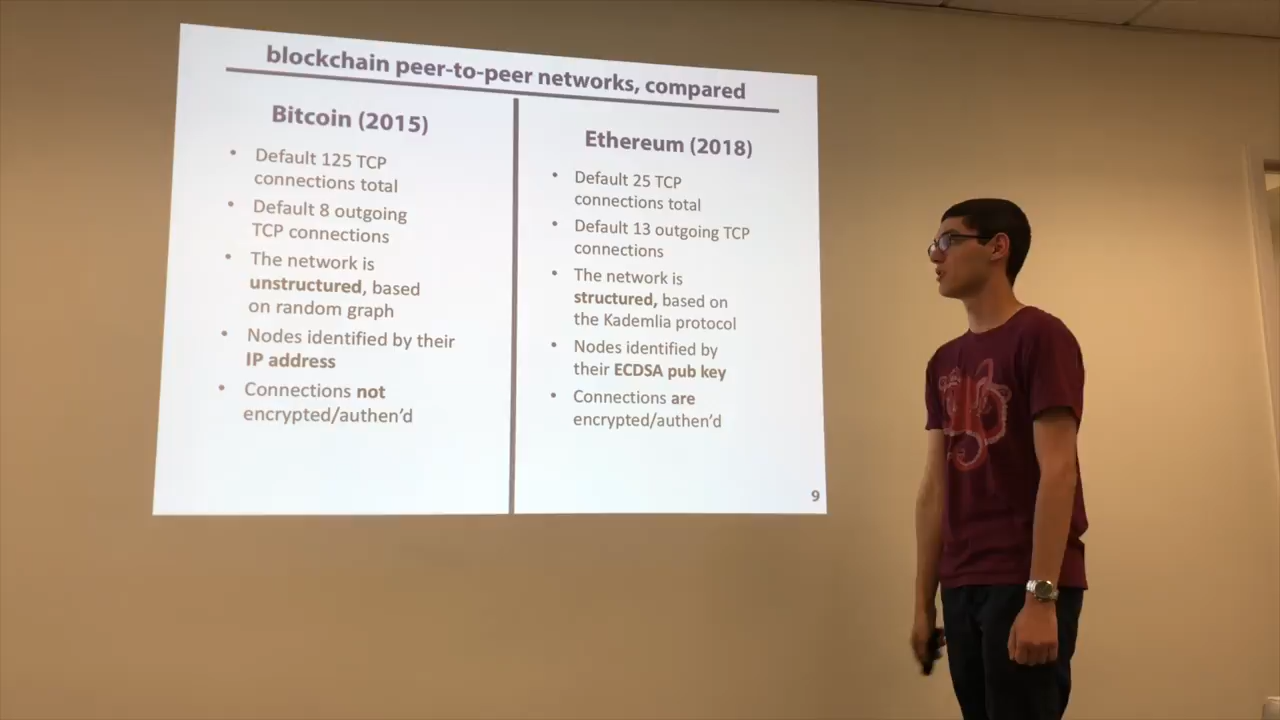 blockchain peer-to-peer networks, compared
Bitcoin (2015)
• Default 125 TCP
connections total
• Default 8 outgoing
TCP connections
• The network is
unstructured, based
on random graph
• Nodes identified by their
IP address
• Connections not
encrypted/authen'd
Ethereum (2018)
• Default 25 TCP
connections total
• Default 13 outgoing TCP
connections
• The network is
structured, based on
the Kademlia protocol
• Nodes identified by
their ECDSA pub key
• Connections are
encrypted/authen'd
9